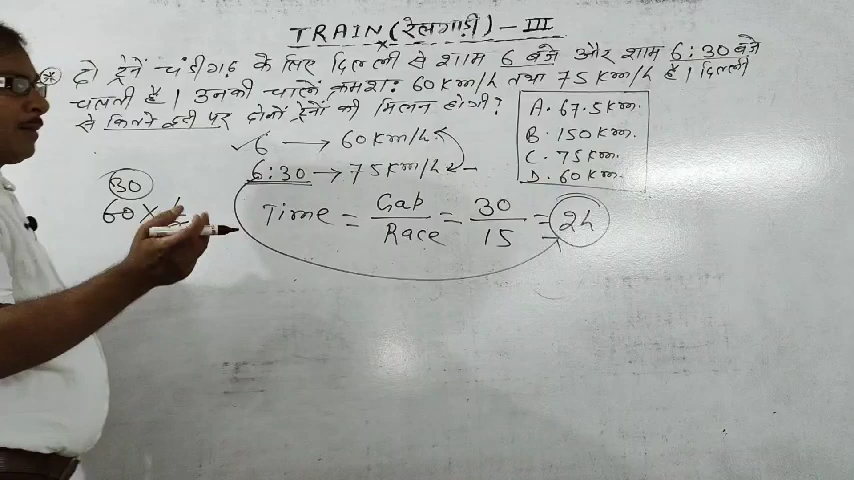 TRAIN (रेलगाड़ी) - III
* दो ट्रेनें चंडीगढ़ के लिए दिल्ली से शाम 6 बजे और शाम 6:30 बजे
चलती हैं। उनकी चालें क्रमश: 60 Km/h तथा 75 Km/h है। दिल्ली
से कितने दूरी पर दोनों ट्रेनों की मिलन होगी?
A. 67.5 Km.
B. 150 Km.
C. 75 Km.
D. 60 Km.
✓ 6 → 60 Km/h
6:30 → 75 Km/h
30
60 ×
Time = Gap / Race = 30 / 15 = 2h